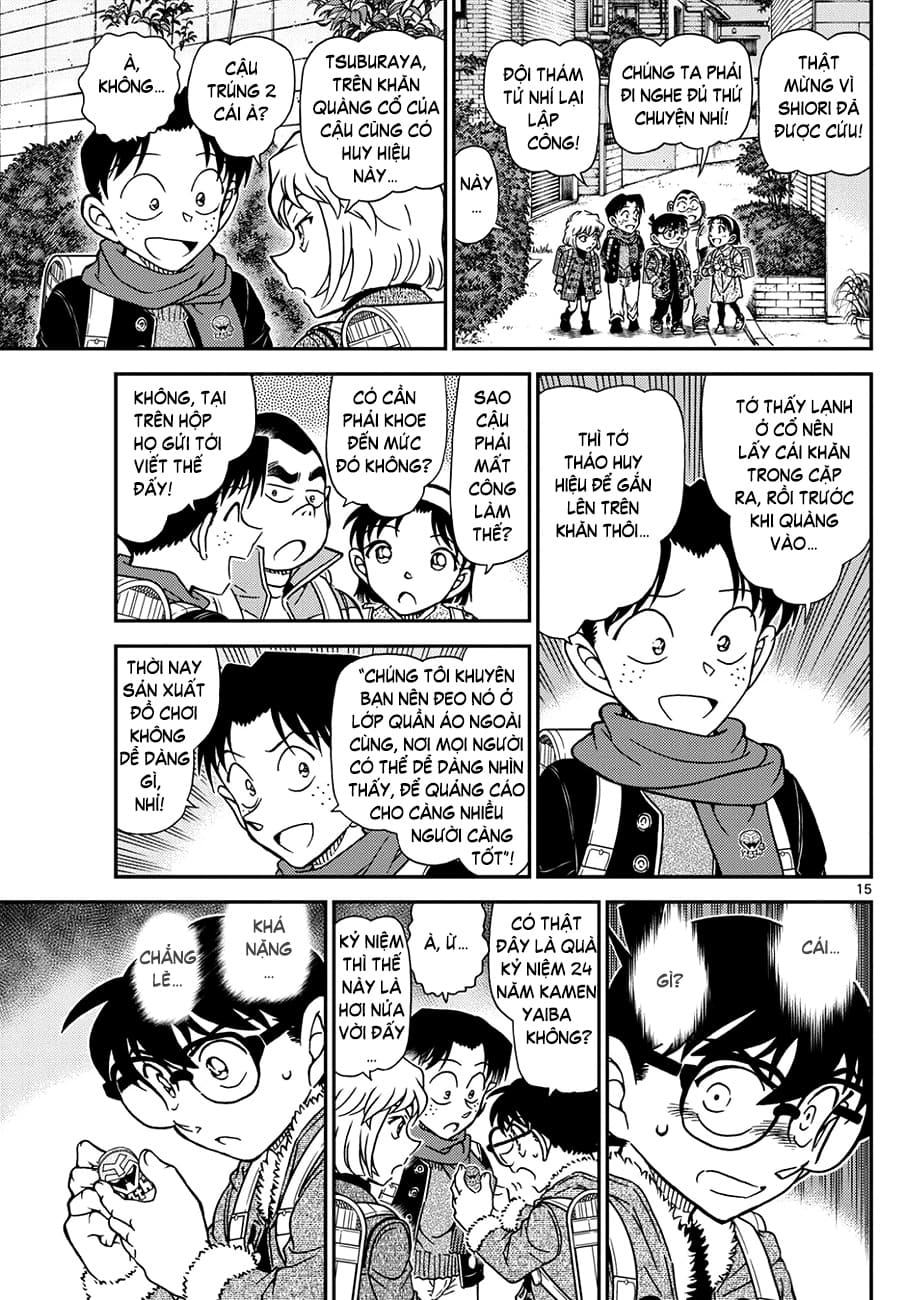 THẬT
MỪNG VÌ
SHIORI ĐÃ
ĐƯỢC CỨU!
CHÚNG TA PHẢI
ĐI NGHE ĐỦ THỨ
CHUYỆN NHỈ!
ĐỘI THÁM
TỬ NHÍ LẠI
LẬP
CÔNG!
NÀY
...
TSUBURAYA,
TRÊN KHĂN
QUÀNG CỔ CỦA
CẬU CŨNG CÓ
HUY HIỆU
NÀY...
CẬU
TRÚNG 2
CÁI À?
À,
KHÔNG...
TỚ THẤY LẠNH
Ở CỔ NÊN
LẤY CÁI KHĂN
TRONG CẶP
RA, RỒI TRƯỚC
KHI QUÀNG
VÀO...
THÌ TỚ
THÁO HUY
HIỆU ĐỂ GẮN
LÊN TRÊN
KHĂN THÔI...
SAO
CẬU
PHẢI
MẤT
CÔNG
LÀM
THẾ?
CÓ CẦN
PHẢI KHOE
ĐẾN MỨC
ĐÓ KHÔNG?
KHÔNG, TẠI
TRÊN HỘP
HỌ GỬI TỚI
VIẾT THẾ
ĐẤY!
"CHÚNG TÔI KHUYÊN
BẠN NÊN ĐEO NÓ Ở
LỚP QUẦN ÁO NGOÀI
CÙNG, NƠI MỌI NGƯỜI
CÓ THỂ DỂ DÀNG NHÌN
THẤY, ĐỂ QUẢNG CÁO
CHO CÀNG NHIỀU
NGƯỜI CÀNG
TỐT"!
THỜI NAY
SẢN XUẤT
ĐỒ CHƠI
KHÔNG
DỀ DÀNG
GÌ,
NHỈ!
15
CÁI...
GÌ?
CÓ THẬT
ĐÂY LÀ QUÀ
KỶ NIỆM 24
NĂM KAMEN
YAIBA
KHÔNG?
À, Ừ...
KỶ NIỆM
THÌ THẾ
NÀY LÀ
HƠI NỬA
VỜI ĐẤY
...
KHẢ
NĂNG
...
CHẲNG
LẼ...